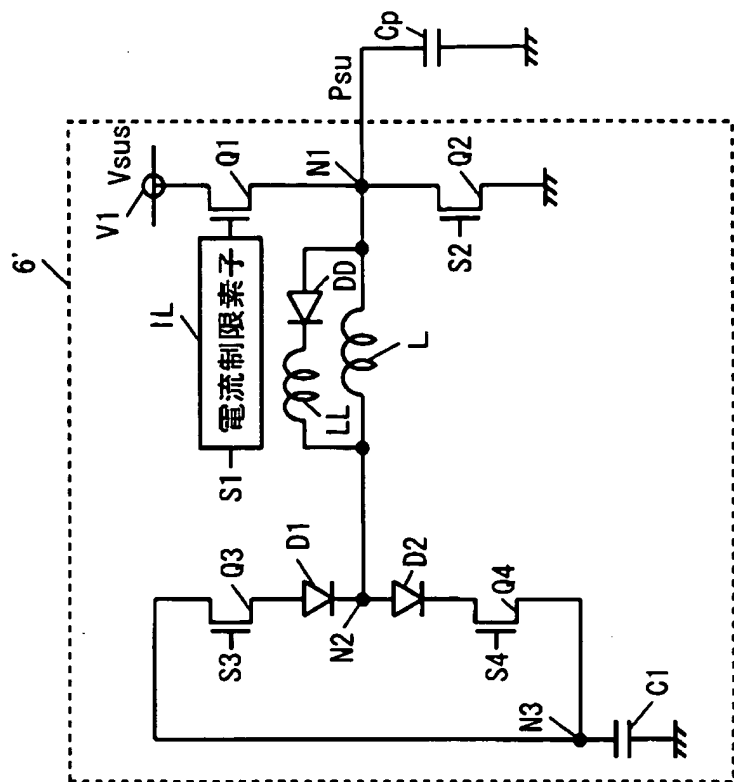 6'
V1
Vsus
IL
電流制限素子
S1
Q1
Psu
Cp
N1
DD
LL
L
S2
Q2
S3
Q3
D1
N2
D2
S4
Q4
N3
C1